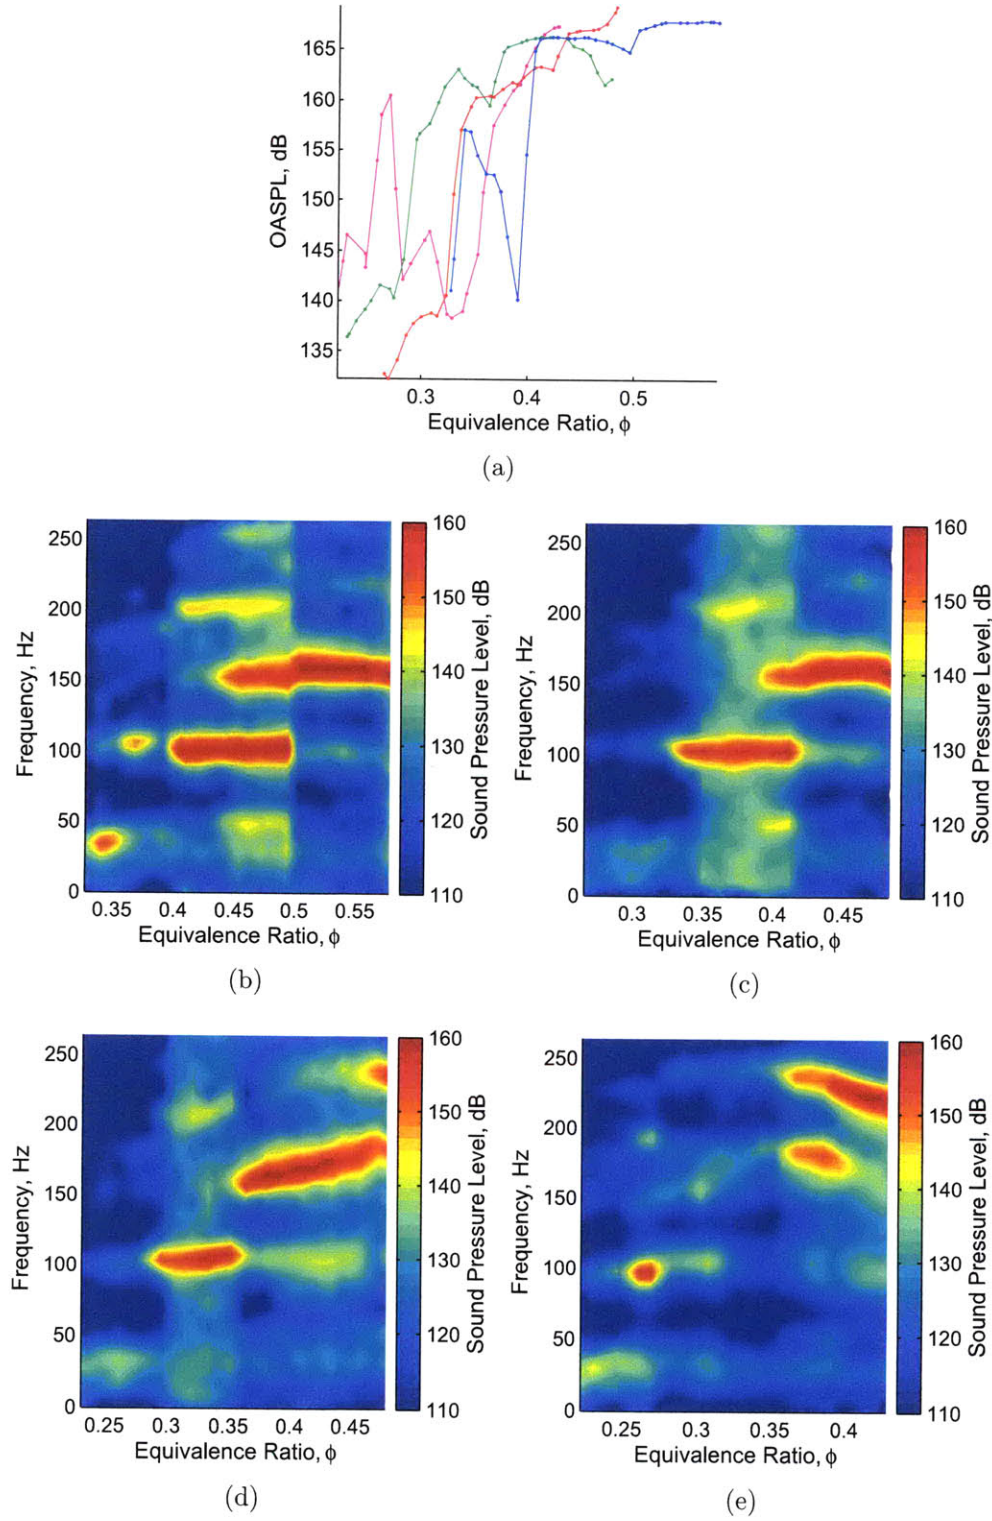 165
160
155
150
145
140
135
OASPL, dB
0.3 0.4 0.5
Equivalence Ratio, ϕ
(a)
250
200
150
100
50
0
Frequency, Hz
0.35 0.4 0.45 0.5 0.55
Equivalence Ratio, ϕ
160
150
140
130
120
110
Sound Pressure Level, dB
(b)
250
200
150
100
50
0
Frequency, Hz
0.3 0.35 0.4 0.45
Equivalence Ratio, ϕ
160
150
140
130
120
110
Sound Pressure Level, dB
(c)
250
200
150
100
50
0
Frequency, Hz
0.25 0.3 0.35 0.4 0.45
Equivalence Ratio, ϕ
160
150
140
130
120
110
Sound Pressure Level, dB
(d)
250
200
150
100
50
0
Frequency, Hz
0.25 0.3 0.35 0.4
Equivalence Ratio, ϕ
160
150
140
130
120
110
Sound Pressure Level, dB
(e)